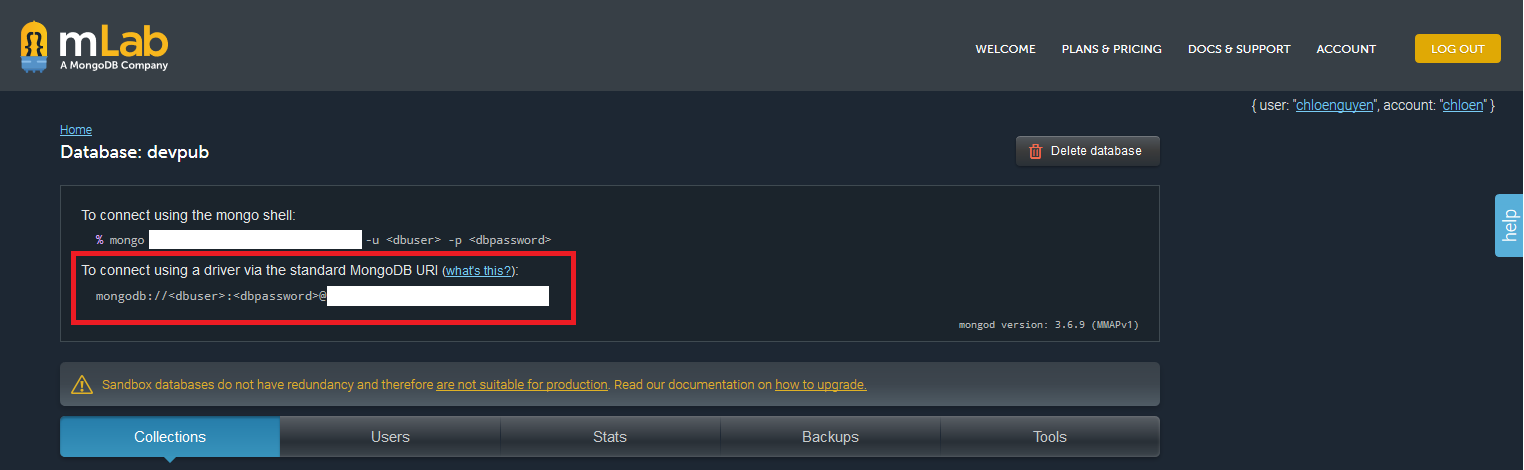 mLab
A MongoDB Company
WELCOME PLANS & PRICING DOCS & SUPPORT ACCOUNT LOG OUT
{ user: "chloenguyen", account: "chloen" }
Home
Database: devpub
Delete database
To connect using the mongo shell:
% mongo -u <dbuser> -p <dbpassword>
To connect using a driver via the standard MongoDB URI (what's this?):
mongodb://<dbuser>:<dbpassword>@
mongod version: 3.6.9 (MMAPv1)
help
Sandbox databases do not have redundancy and therefore are not suitable for production. Read our documentation on how to upgrade.
Collections Users Stats Backups Tools